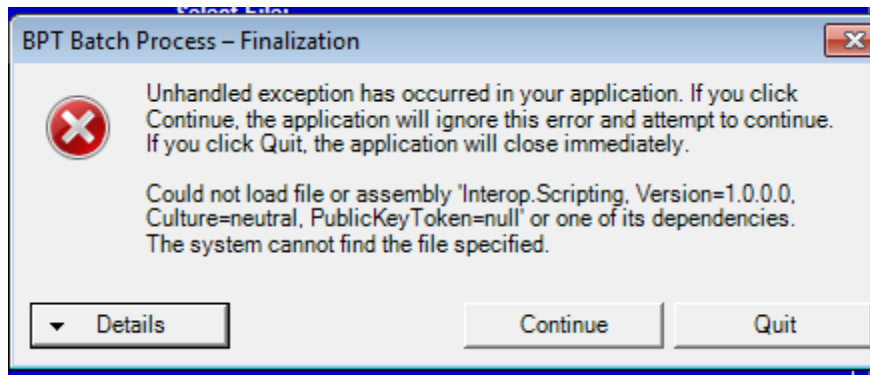 Select File:
BPT Batch Process – Finalization
Unhandled exception has occurred in your application. If you click
Continue, the application will ignore this error and attempt to continue.
If you click Quit, the application will close immediately.
Could not load file or assembly 'Interop.Scripting, Version=1.0.0.0,
Culture=neutral, PublicKeyToken=null' or one of its dependencies.
The system cannot find the file specified.
Details Continue Quit